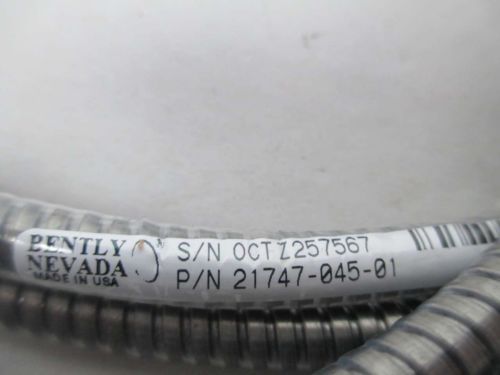 BENTLY
NEVADA
MADE IN USA
S/N OCTZ257567
P/N 21747-045-01